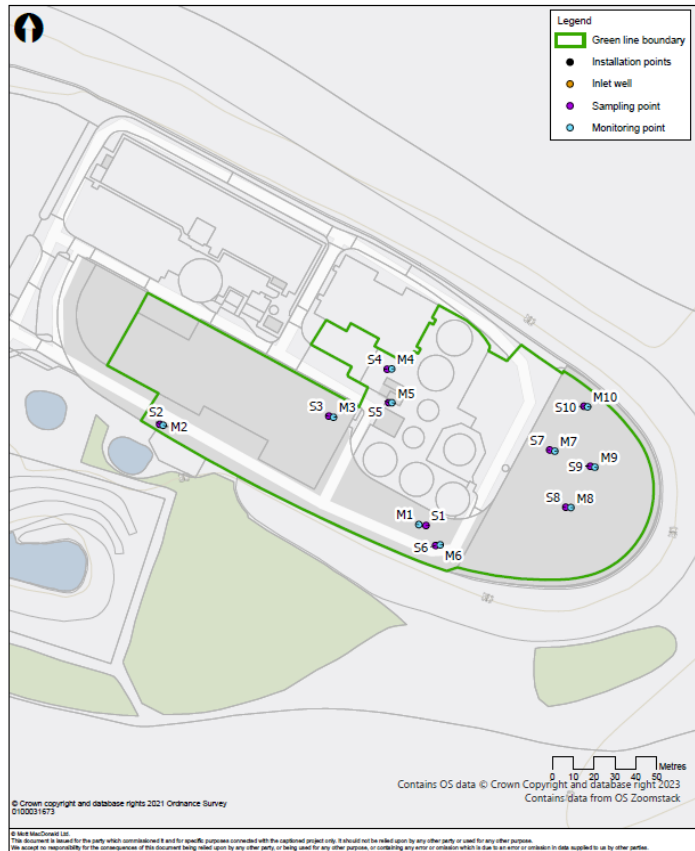 Legend
Green line boundary
Installation points
Inlet well
Sampling point
Monitoring point
S4 M4
S2
M2
S3 M3
S5
M5
S10 M10
S7 M7
S9 M9
S8 M8
M1 S1
S6 M6
Metres
0 10 20 30 40 50
Contains OS data © Crown Copyright and database right 2023
Contains data from OS Zoomstack
© Crown copyright and database rights 2021 Ordnance Survey
0100031673
© Mott MacDonald Ltd.
This document is issued for the party which commissioned it and for specific purposes connected with the captioned project only. It should not be relied upon by any other party or used for any other purpose.
We accept no responsibility for the consequences of this document being relied upon by any other party, or being used for any other purpose, or containing any error or omission which is due to an error or omission in data supplied to us by other parties.